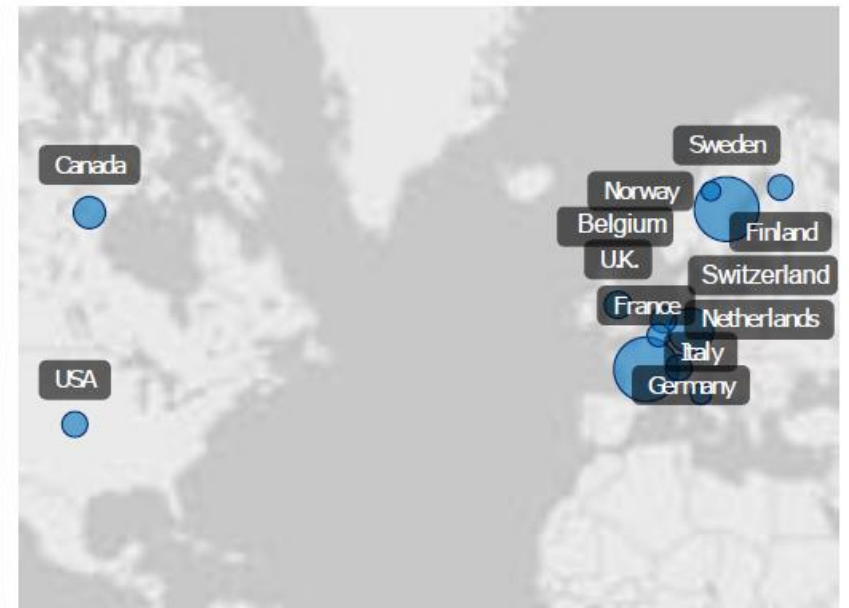 Sweden
Canada
Norway
Belgium
Finland
U.K.
Switzerland
France
Netherlands
Italy
USA
Germany